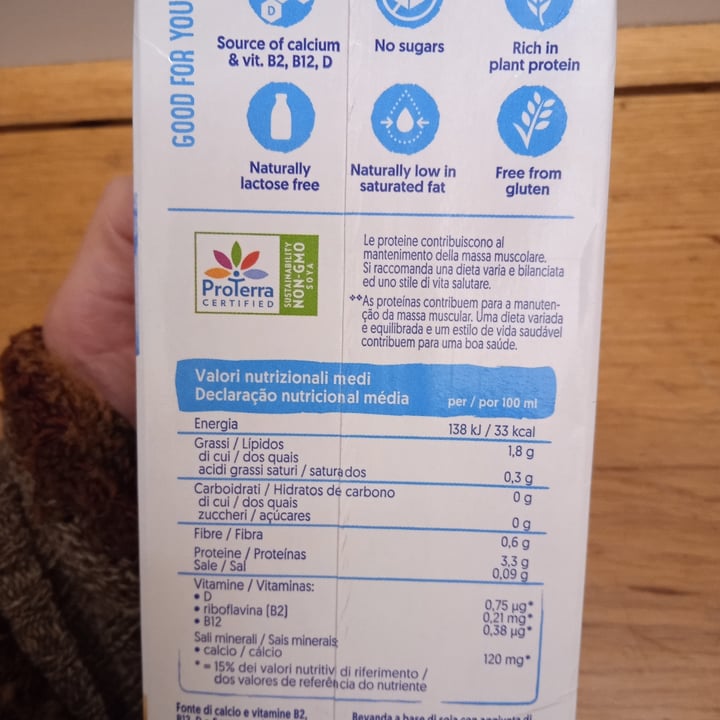 GOOD FOR YOU
D
Source of calcium
& vit. B2, B12, D
No sugars
Rich in
plant protein
Naturally
lactose free
Naturally low in
saturated fat
Free from
gluten
ProTerra
CERTIFIED
SUSTAINABILITY
NON-GMO
SOYA
Le proteine contribuiscono al
mantenimento della massa muscolare.
Si raccomanda una dieta varia e bilanciata
ed uno stile di vita salutare.
**As proteínas contribuem para a manuten-
ção da massa muscular. Uma dieta variada
e equilibrada e um estilo de vida saudável
contribuem para uma boa saúde.
Valori nutrizionali medi
Declaração nutricional média per / por 100 ml
Energia 138 kJ / 33 kcal
Grassi / Lípidos 1,8 g
di cui / dos quais
acidi grassi saturi / saturados 0,3 g
Carboidrati / Hidratos de carbono 0 g
di cui / dos quais
zuccheri / açúcares 0 g
Fibre / Fibra 0,6 g
Proteine / Proteínas 3,3 g
Sale / Sal 0,09 g
Vitamine / Vitaminas:
• D 0,75 µg*
• riboflavina (B2) 0,21 mg*
• B12 0,38 µg*
Sali minerali / Sais minerais
• calcio / cálcio 120 mg*
* = 15% dei valori nutritivi di riferimento /
dos valores de referência do nutriente
Fonte di calcio e vitamine B2,